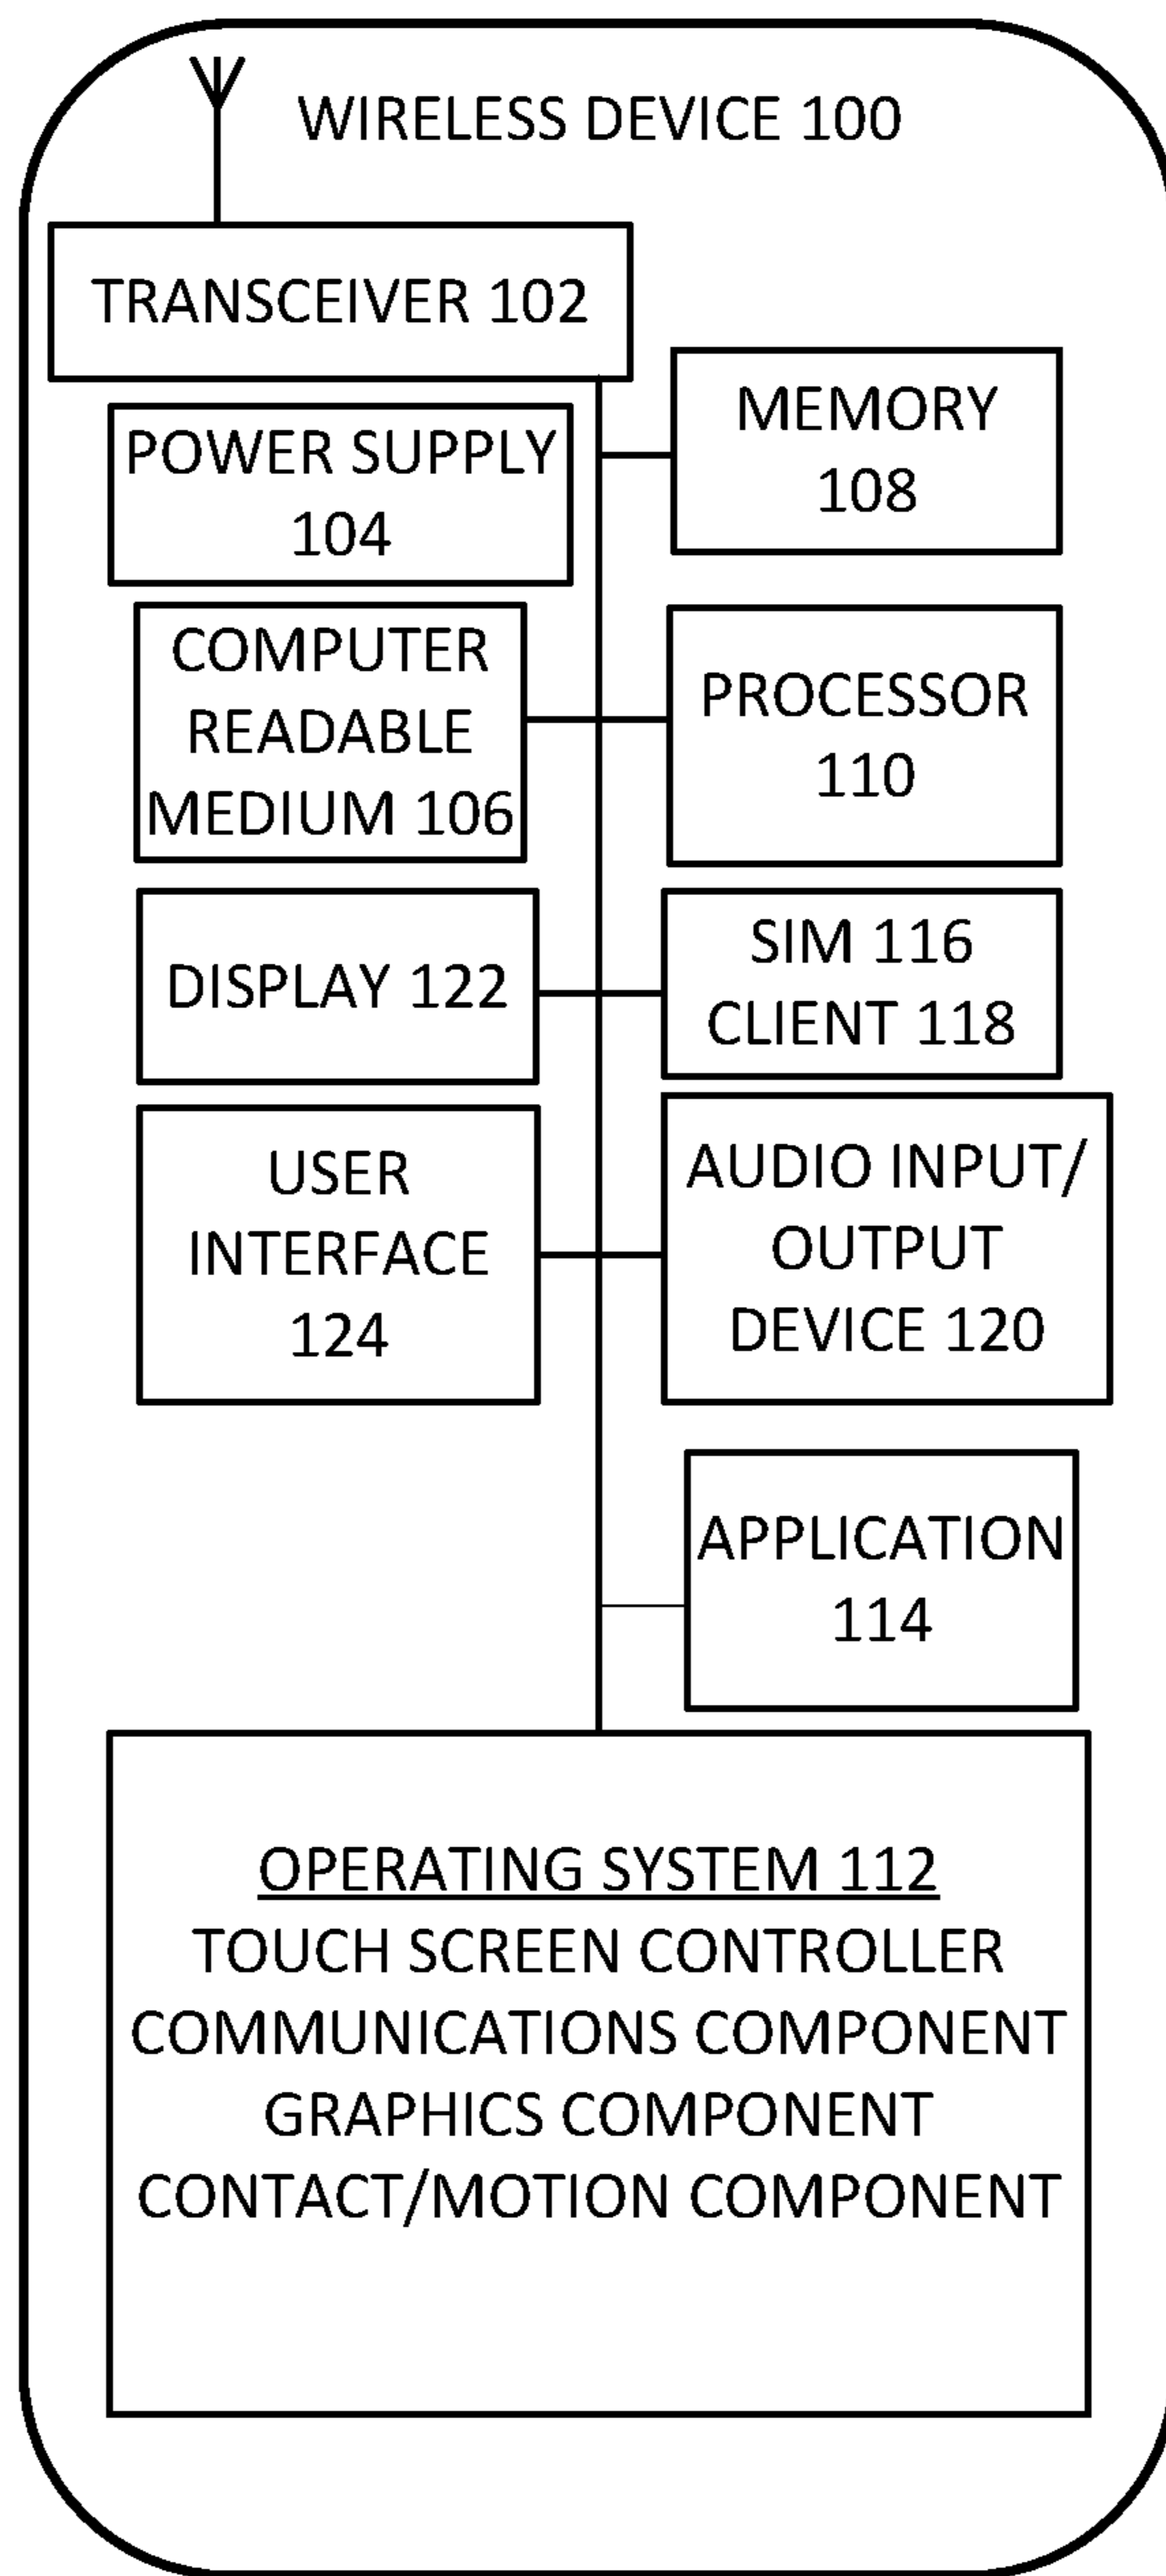 WIRELESS DEVICE 100
TRANSCEIVER 102
POWER SUPPLY
104
MEMORY
108
COMPUTER
READABLE
MEDIUM 106
PROCESSOR
110
DISPLAY 122
SIM 116
CLIENT 118
USER
INTERFACE
124
AUDIO INPUT/
OUTPUT
DEVICE 120
APPLICATION
114
OPERATING SYSTEM 112
TOUCH SCREEN CONTROLLER
COMMUNICATIONS COMPONENT
GRAPHICS COMPONENT
CONTACT/MOTION COMPONENT